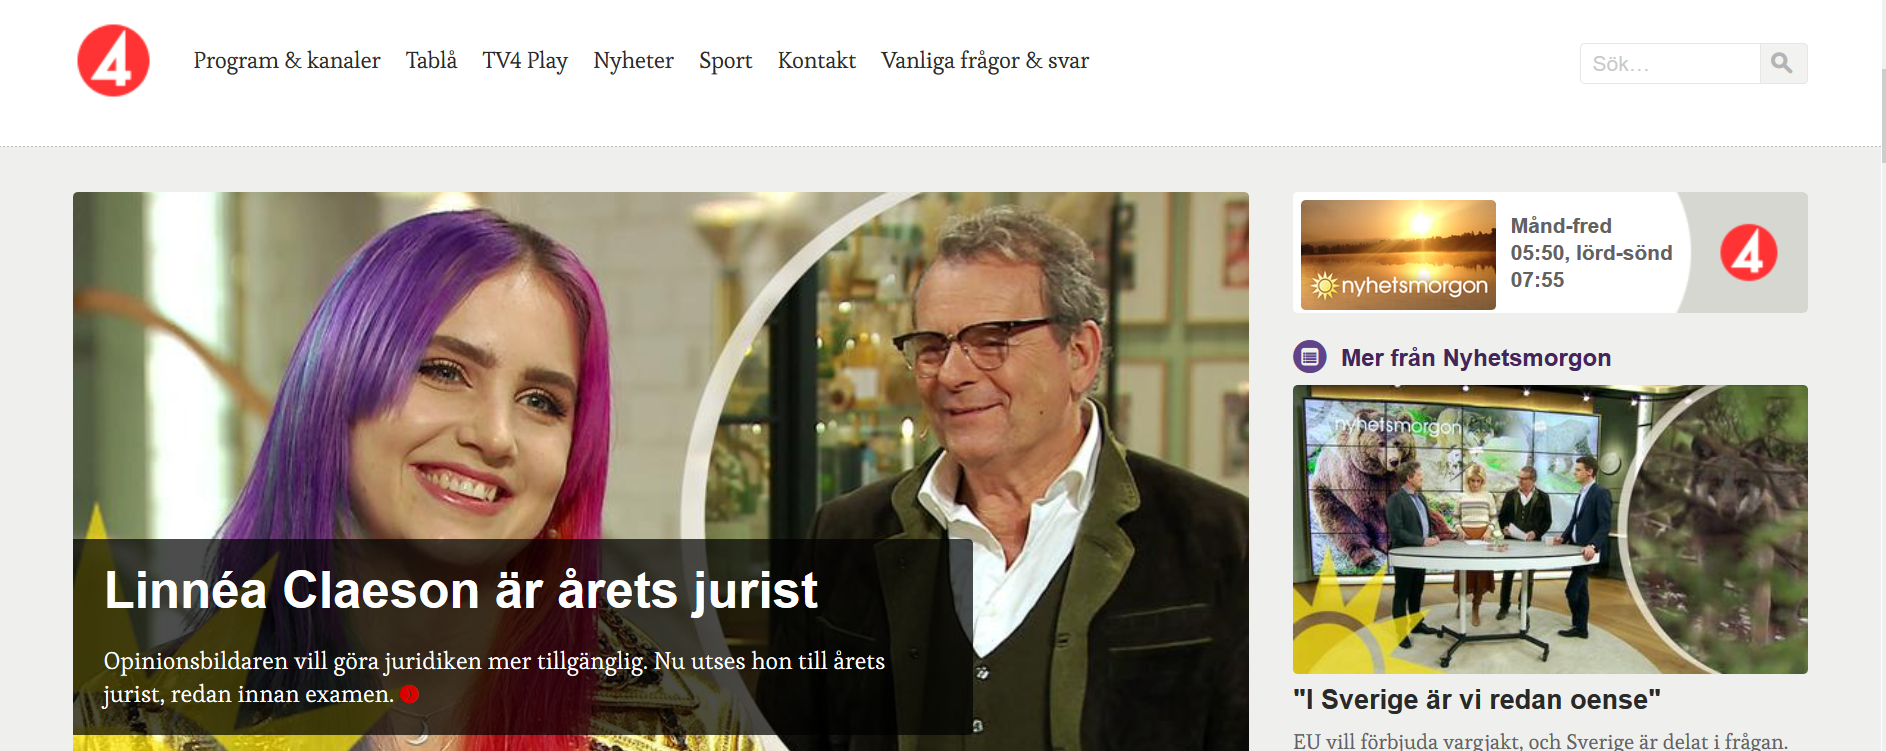 4
Program & kanaler
Tablå
TV4 Play
Nyheter
Sport
Kontakt
Vanliga frågor & svar
Sök...
Linnéa Claeson är årets jurist
Opinionsbildaren vill göra juridiken mer tillgänglig. Nu utses hon till årets
jurist, redan innan examen.
nyhetsmorgon
Månd-fred
05:50, lörd-sönd
07:55
4
Mer från Nyhetsmorgon
nyhetsmorgon
"I Sverige är vi redan oense"
EU vill förbjuda vargjakt, och Sverige är delat i frågan.